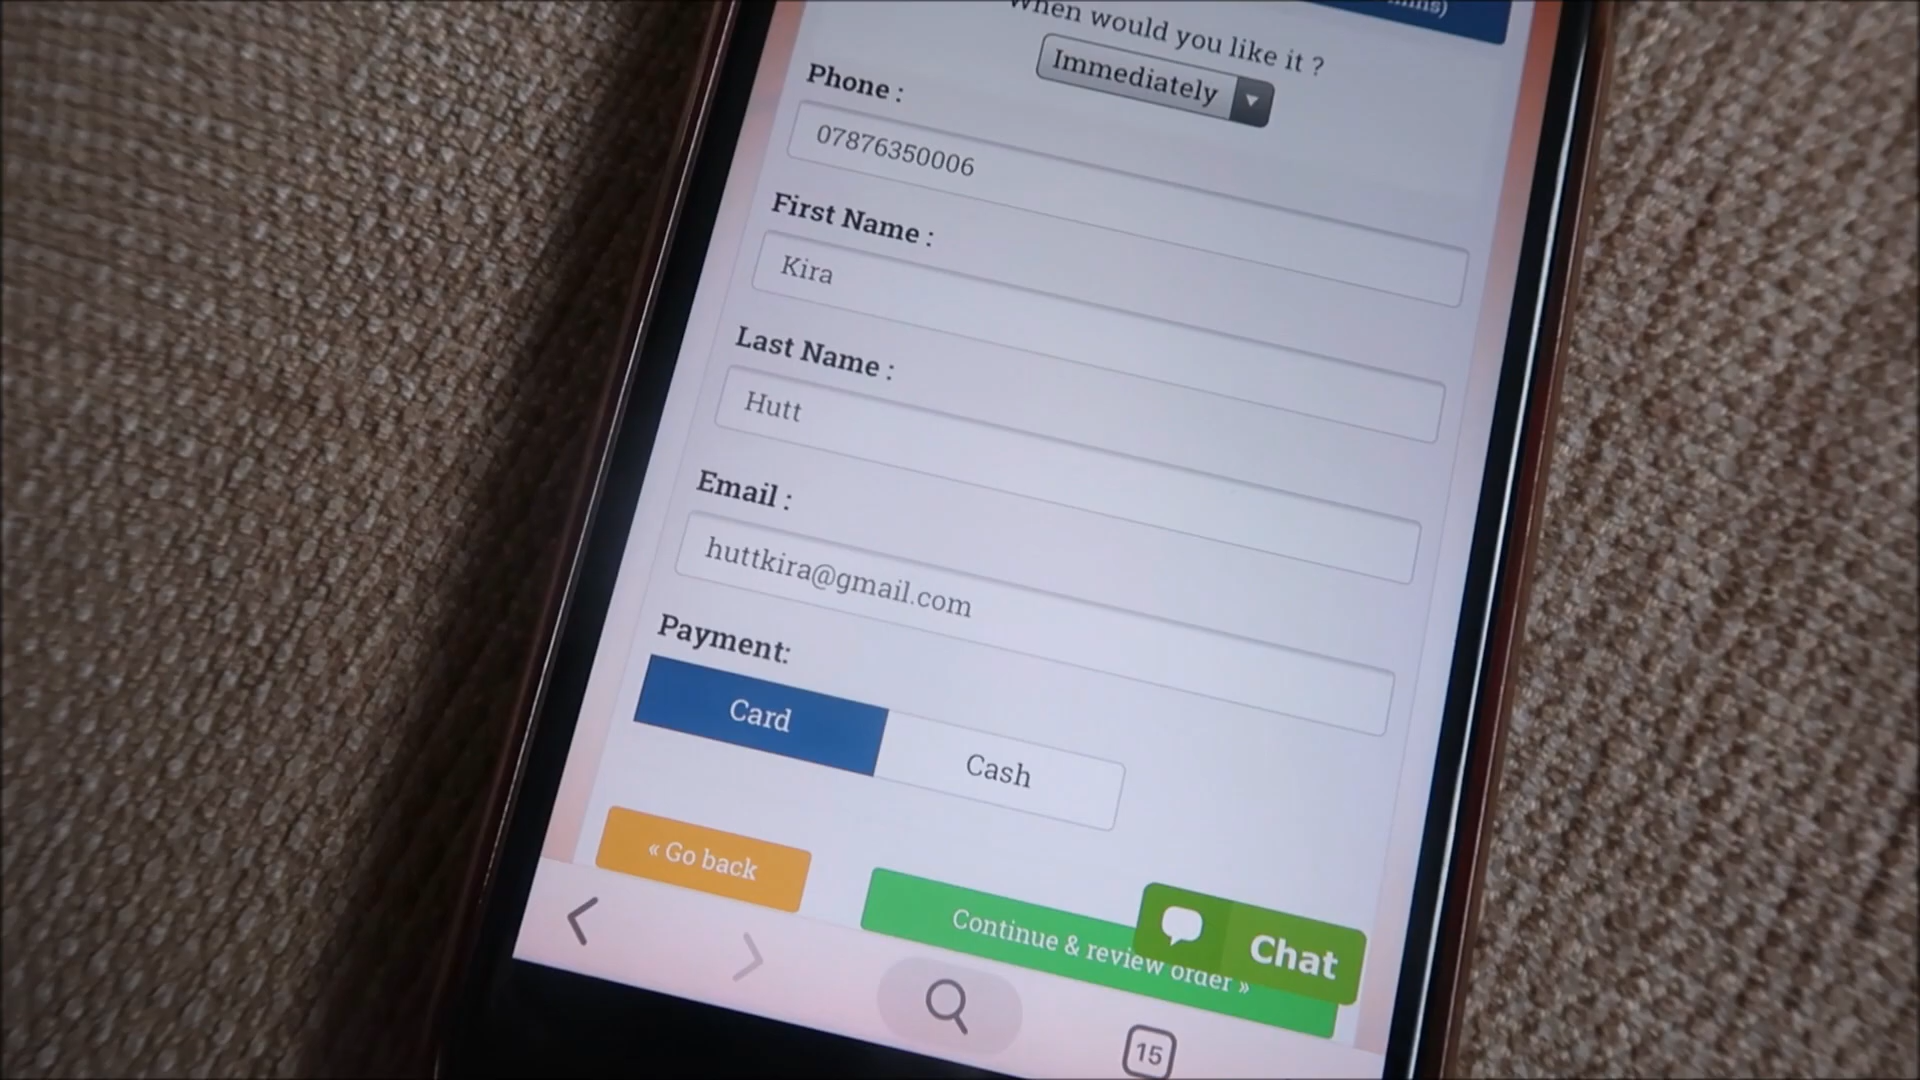 When would you like it ?
Immediately
Phone :
07876350006
First Name :
Kira
Last Name :
Hutt
Email :
huttkira@gmail.com
Payment:
Card
Cash
« Go back
Continue & review order »
Chat
15